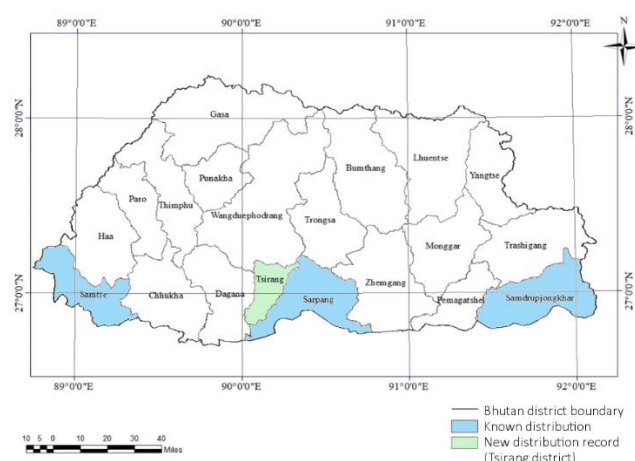 89°0'0"E 90°0'0"E 91°0'0"E 92°0'0"E
N
28°0'0"N 28°0'0"N
27°0'0"N 27°0'0"N
Gasa
Lhuentse
Bumthang
Punakha
Yangtse
Paro
Thimphu
Wangduephodrang
Trongsa
Haa
Monggar
Trashigang
Tsirang
Zhemgang
Samtse
Chhukha
Dagana
Sarpang
Pemagatshel
Samdrupjongkhar
89°0'0"E 90°0'0"E 91°0'0"E 92°0'0"E
Bhutan district boundary
Known distribution
New distribution record
(Tsirang district)
10 5 0 10 20 30 40
Miles